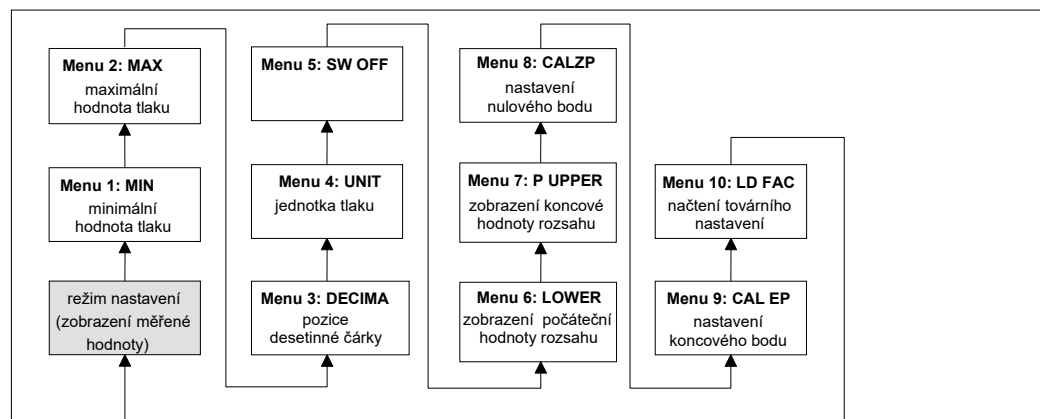 Menu 2: MAX
maximální
hodnota tlaku
Menu 1: MIN
minimální
hodnota tlaku
režim nastavení
(zobrazení měřené
hodnoty)
Menu 5: SW OFF
Menu 4: UNIT
jednotka tlaku
Menu 3: DECIMA
pozice
desetinné čárky
Menu 8: CALZP
nastavení
nulového bodu
Menu 7: P UPPER
zobrazení koncové
hodnoty rozsahu
Menu 6: LOWER
zobrazení počáteční
hodnoty rozsahu
Menu 10: LD FAC
načtení továrního
nastavení
Menu 9: CAL EP
nastavení
koncového bodu